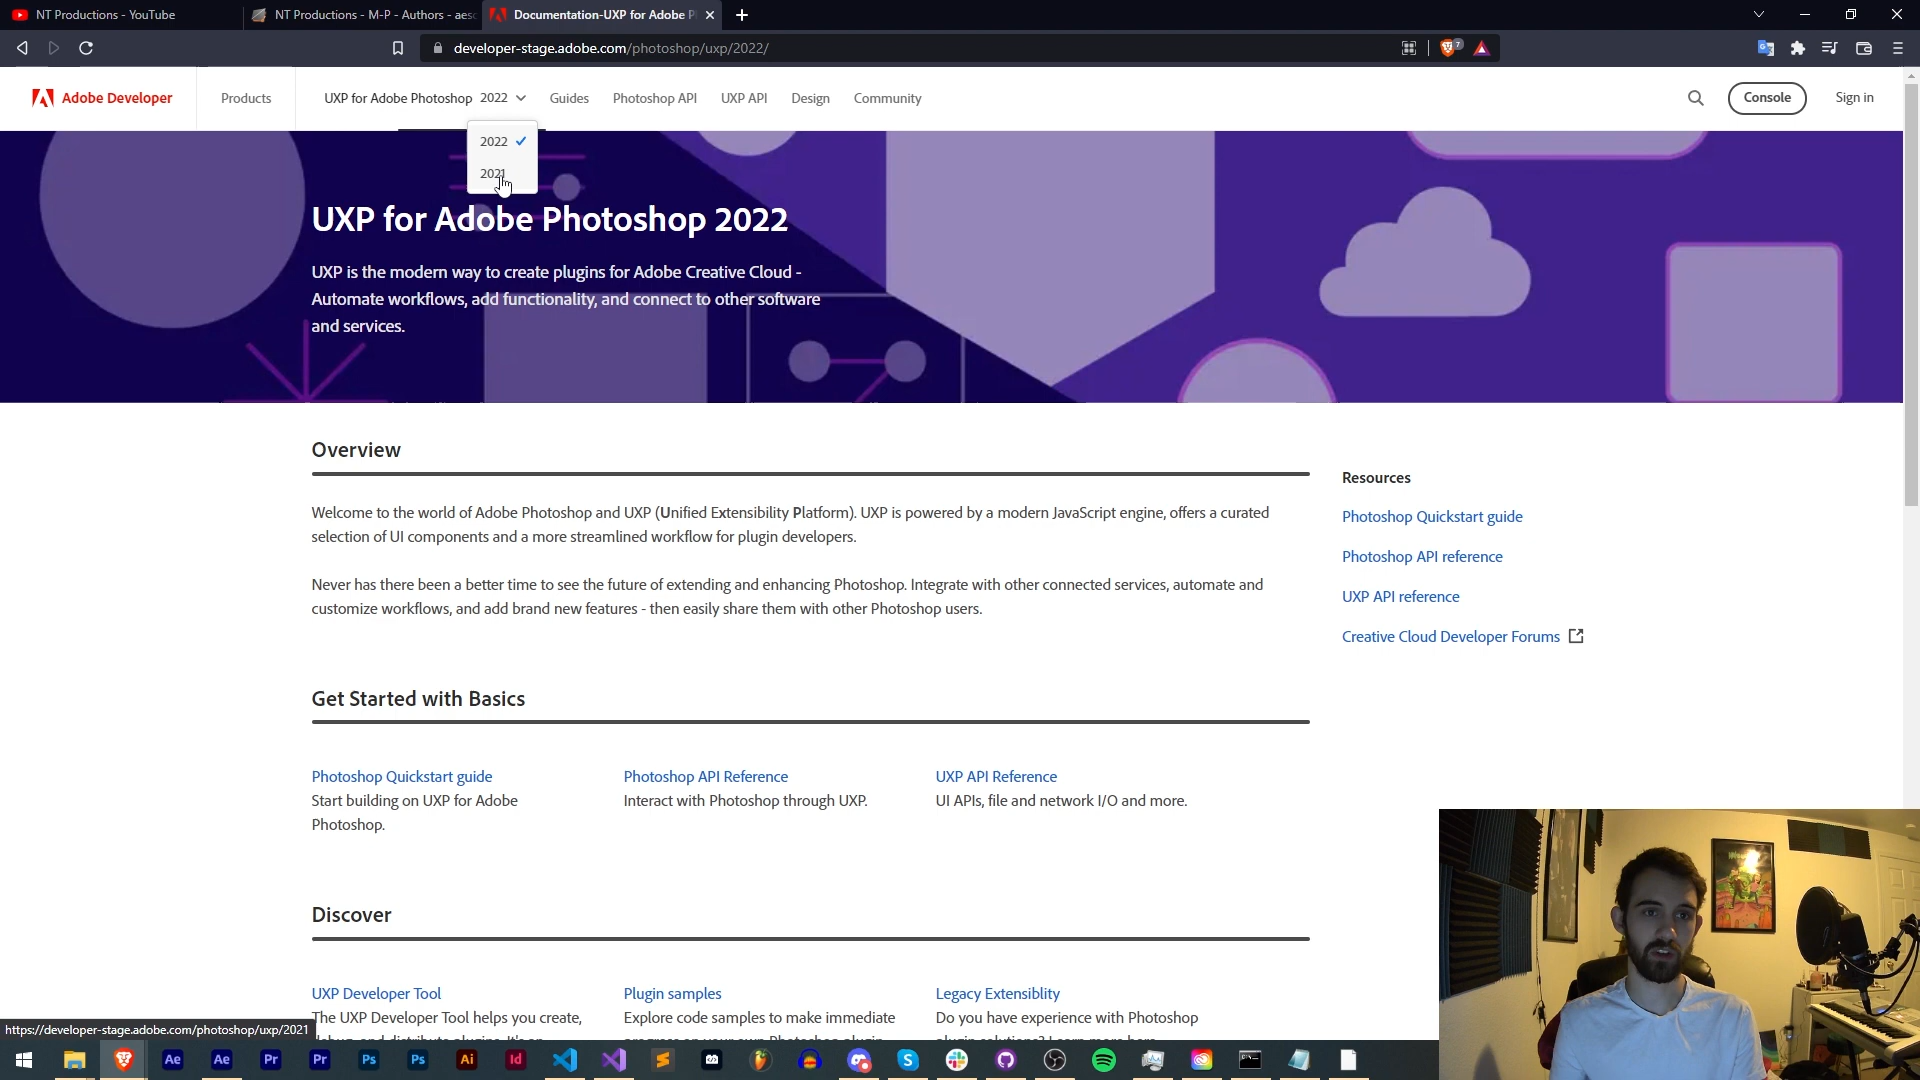 NT Productions - YouTube
NT Productions - M-P - Authors - aesc
Documentation-UXP for Adobe P
developer-stage.adobe.com/photoshop/uxp/2022/
7
Adobe Developer
Products
UXP for Adobe Photoshop
2022
Guides
Photoshop API
UXP API
Design
Community
Console
Sign in
2022
2021
UXP for Adobe Photoshop 2022
UXP is the modern way to create plugins for Adobe Creative Cloud -
Automate workflows, add functionality, and connect to other software
and services.
Overview
Welcome to the world of Adobe Photoshop and UXP (Unified Extensibility Platform). UXP is powered by a modern JavaScript engine, offers a curated
selection of UI components and a more streamlined workflow for plugin developers.
Never has there been a better time to see the future of extending and enhancing Photoshop. Integrate with other connected services, automate and
customize workflows, and add brand new features - then easily share them with other Photoshop users.
Resources
Photoshop Quickstart guide
Photoshop API reference
UXP API reference
Creative Cloud Developer Forums
Get Started with Basics
Photoshop Quickstart guide
Start building on UXP for Adobe
Photoshop.
Photoshop API Reference
Interact with Photoshop through UXP.
UXP API Reference
UI APIs, file and network I/O and more.
Discover
UXP Developer Tool
The UXP Developer Tool helps you create,
Plugin samples
Explore code samples to make immediate
Legacy Extensiblity
Do you have experience with Photoshop
https://developer-stage.adobe.com/photoshop/uxp/2021
Ae
Ae
Pr
Pr
Ps
Ps
Ai
Id